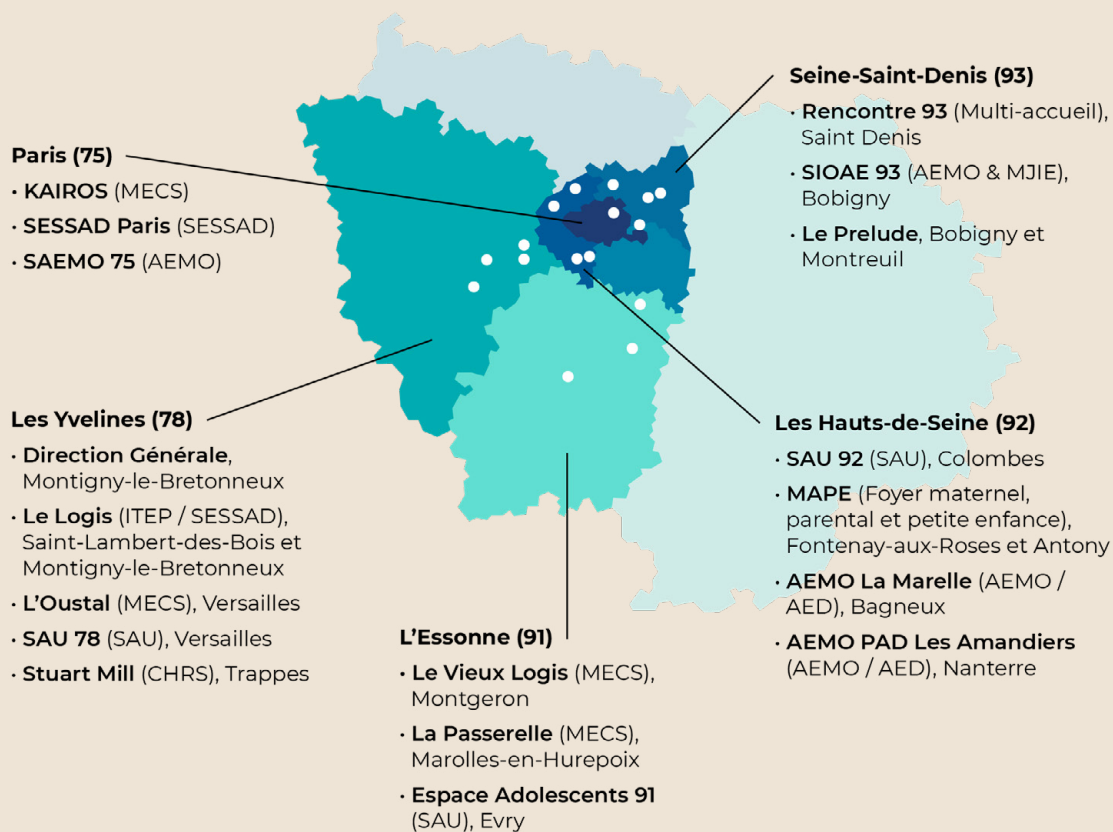 Paris (75)
· KAIROS (MECS)
· SESSAD Paris (SESSAD)
· SAEMO 75 (AEMO)
Seine-Saint-Denis (93)
· Rencontre 93 (Multi-accueil),
Saint Denis
· SIOAE 93 (AEMO & MJIE),
Bobigny
· Le Prelude, Bobigny et
Montreuil
Les Yvelines (78)
· Direction Générale,
Montigny-le-Bretonneux
· Le Logis (ITEP / SESSAD),
Saint-Lambert-des-Bois et
Montigny-le-Bretonneux
· L’Oustal (MECS), Versailles
· SAU 78 (SAU), Versailles
· Stuart Mill (CHRS), Trappes
L’Essonne (91)
· Le Vieux Logis (MECS),
Montgeron
· La Passerelle (MECS),
Marolles-en-Hurepoix
· Espace Adolescents 91
(SAU), Evry
Les Hauts-de-Seine (92)
· SAU 92 (SAU), Colombes
· MAPE (Foyer maternel,
parental et petite enfance),
Fontenay-aux-Roses et Antony
· AEMO La Marelle (AEMO /
AED), Bagneux
· AEMO PAD Les Amandiers
(AEMO / AED), Nanterre